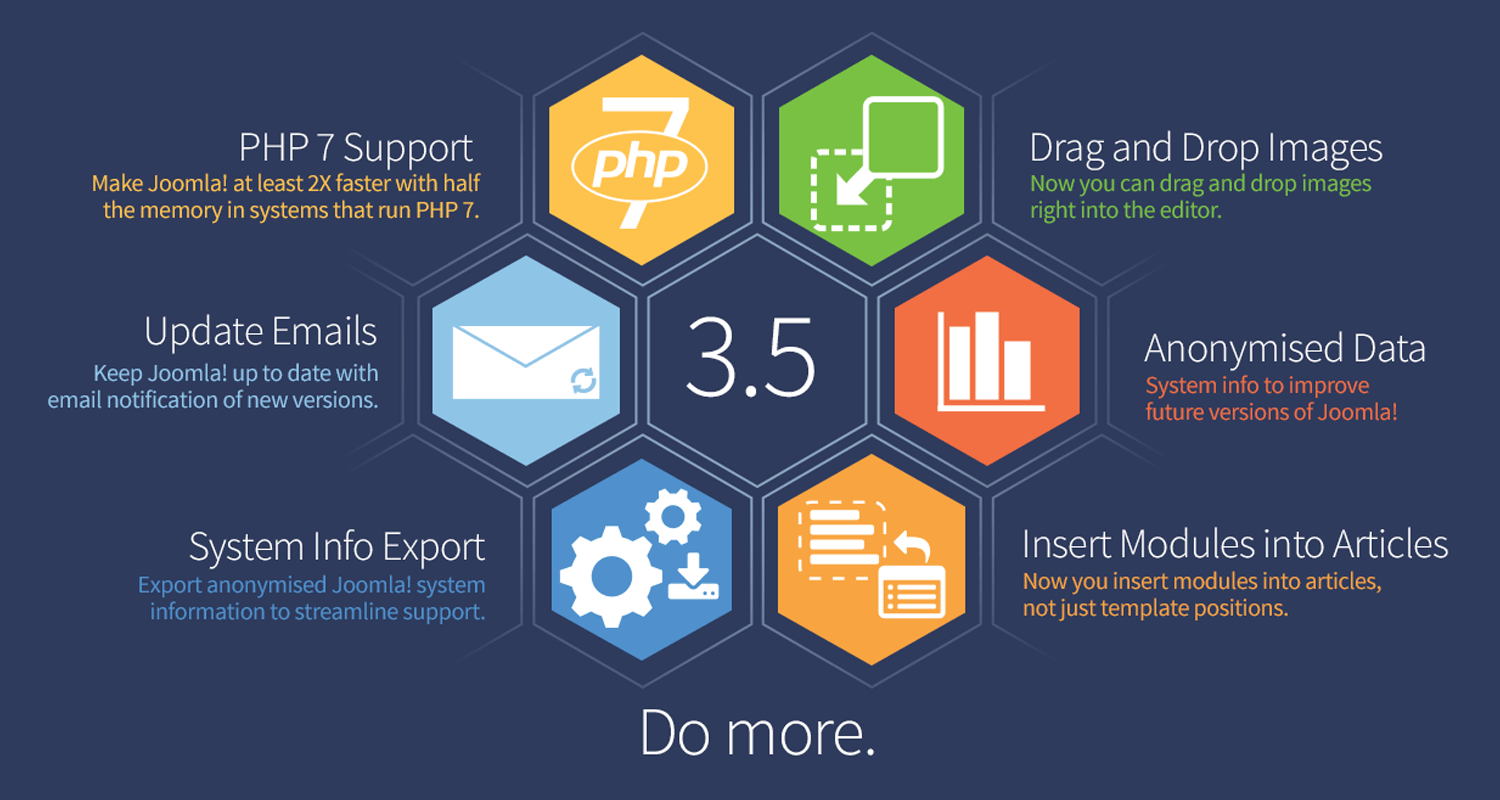 PHP 7 Support
Make Joomla! at least 2X faster with half
the memory in systems that run PHP 7.
7
php
Drag and Drop Images
Now you can drag and drop images
right into the editor.
Update Emails
Keep Joomla! up to date with
email notification of new versions.
3.5
Anonymised Data
System info to improve
future versions of Joomla!
System Info Export
Export anonymised Joomla! system
information to streamline support.
Insert Modules into Articles
Now you insert modules into articles,
not just template positions.
Do more.